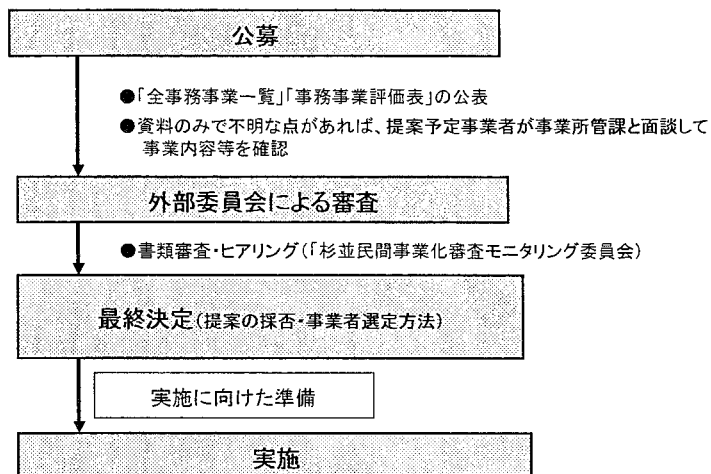 公募
●「全事務事業一覧」「事務事業評価表」の公表
●資料のみで不明な点があれば、提案予定事業者が事業所管課と面談して
事業内容等を確認
外部委員会による審査
●書類審査・ヒアリング(「杉並民間事業化審査モニタリング委員会)
最終決定(提案の採否・事業者選定方法)
実施に向けた準備
実施